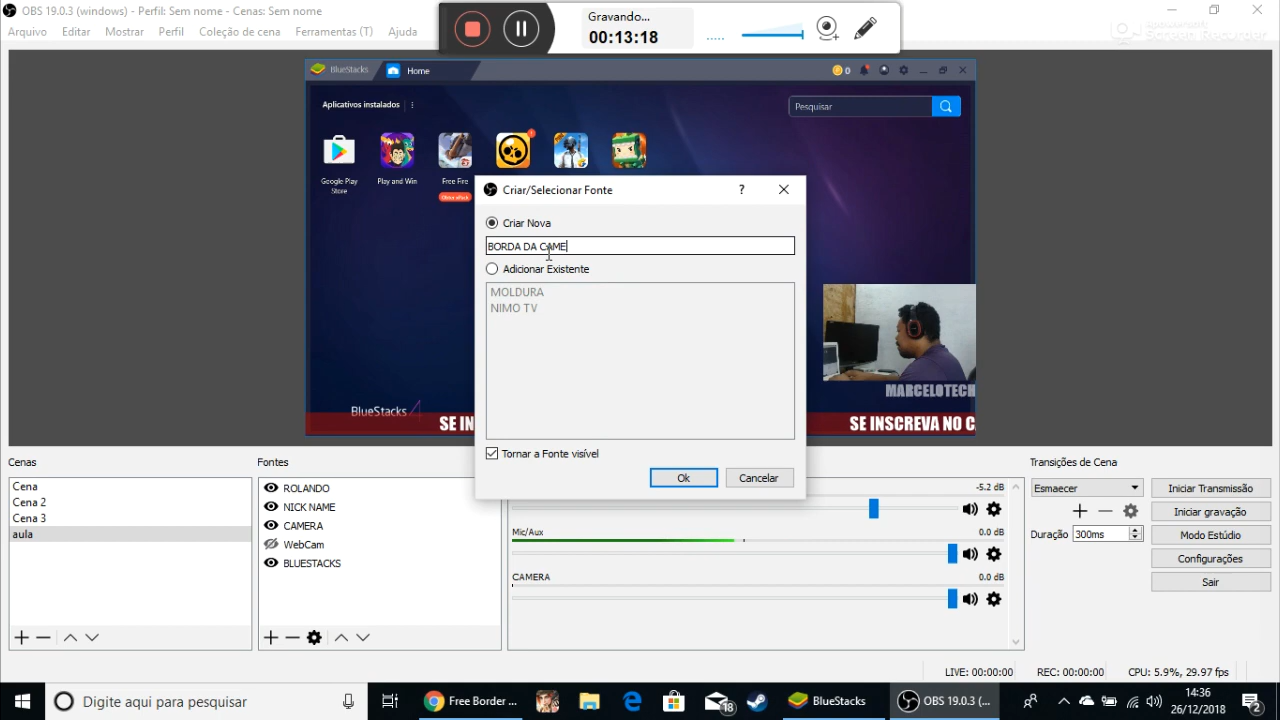 OBS 19.0.3 (windows) - Perfil: Sem nome - Cenas: Sem nome
Arquivo Editar Mostrar Perfil Coleção de cena Ferramentas (T) Ajuda
Gravando...
00:13:18
Screen Recorder
BlueStacks Home 0
Aplicativos instalados
Pesquisar
Google Play Store
Play and Win
Free Fire
Criar/Selecionar Fonte
?
Criar Nova
BORDA DA CAME
Adicionar Existente
MOLDURA
NIMO TV
Tornar a Fonte visível
Ok Cancelar
MARCELOTECH
BlueStacks 4
SE IN
SE INSCREVA NO C
Cenas
Cena
Cena 2
Cena 3
aula
Fontes
ROLANDO
NICK NAME
CAMERA
WebCam
BLUESTACKS
-5.2 dB
Mic/Aux 0.0 dB
CAMERA 0.0 dB
Transições de Cena
Esmaecer
Duração 300ms
Iniciar Transmissão
Iniciar gravação
Modo Estúdio
Configurações
Sair
LIVE: 00:00:00 REC: 00:00:00 CPU: 5.9%, 29.97 fps
Digite aqui para pesquisar
Free Border ...
18
BlueStacks
OBS 19.0.3 (...
14:36
26/12/2018
2